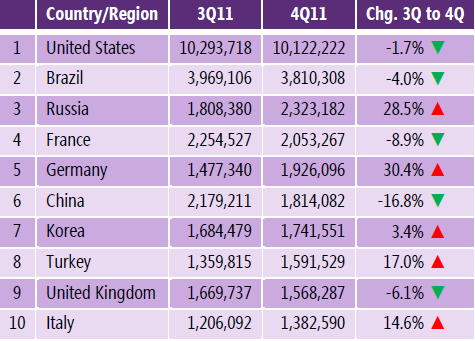 Country/Region 3Q11 4Q11 Chg. 3Q to 4Q
1 United States 10,293,718 10,122,222 -1.7% ▼
2 Brazil 3,969,106 3,810,308 -4.0% ▼
3 Russia 1,808,380 2,323,182 28.5% ▲
4 France 2,254,527 2,053,267 -8.9% ▼
5 Germany 1,477,340 1,926,096 30.4% ▲
6 China 2,179,211 1,814,082 -16.8% ▼
7 Korea 1,684,479 1,741,551 3.4% ▲
8 Turkey 1,359,815 1,591,529 17.0% ▲
9 United Kingdom 1,669,737 1,568,287 -6.1% ▼
10 Italy 1,206,092 1,382,590 14.6% ▲